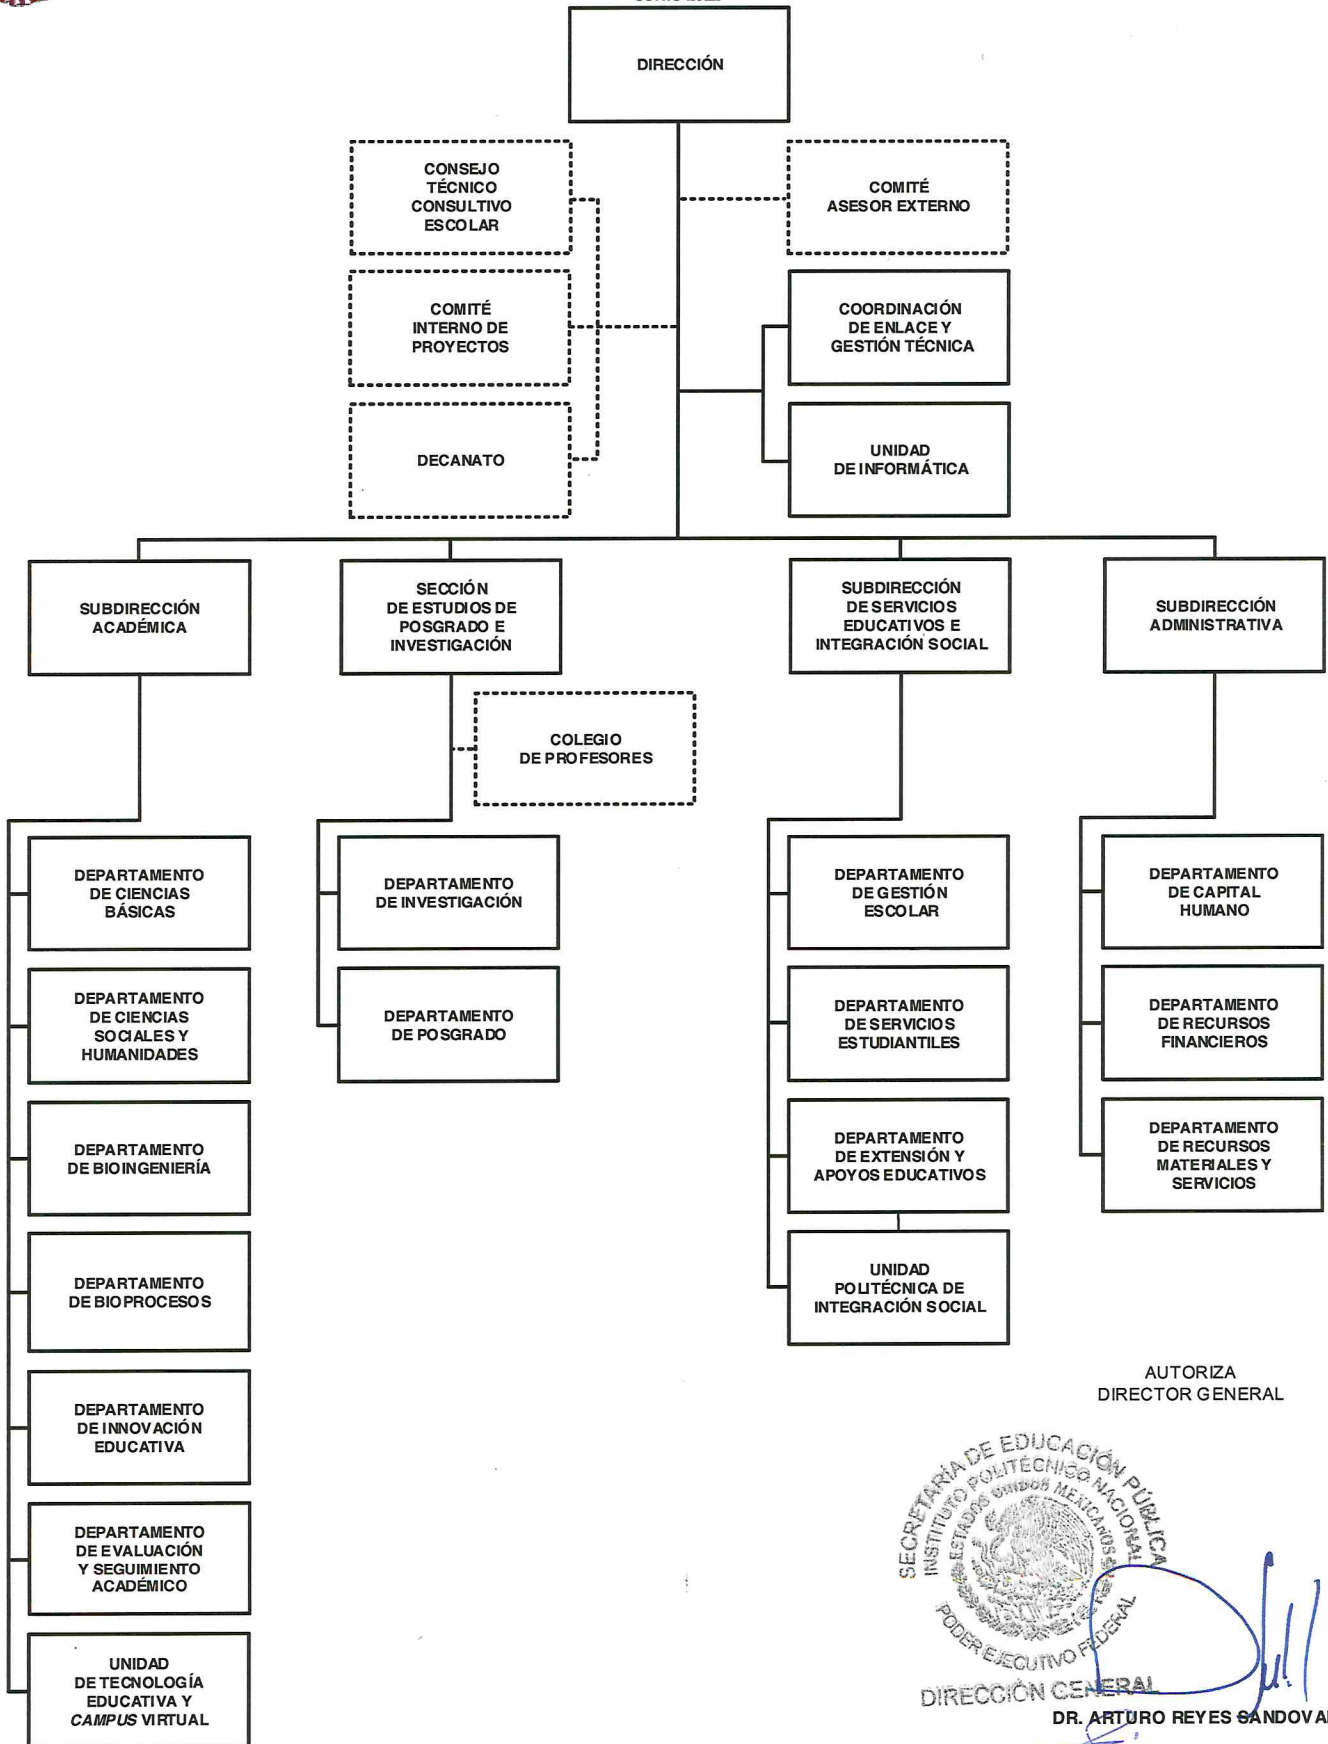 DIRECCIÓN
CONSEJO
TÉCNICO
CONSULTIVO
ESCOLAR
COMITÉ
ASESOR EXTERNO
COMITÉ
INTERNO DE
PROYECTOS
COORDINACIÓN
DE ENLACE Y
GESTIÓN TÉCNICA
DECANATO
UNIDAD
DE INFORMÁTICA
SUBDIRECCIÓN
ACADÉMICA
SECCIÓN
DE ESTUDIOS DE
POSGRADO E
INVESTIGACIÓN
SUBDIRECCIÓN
DE SERVICIOS
EDUCATIVOS E
INTEGRACIÓN SOCIAL
SUBDIRECCIÓN
ADMINISTRATIVA
COLEGIO
DE PROFESORES
DEPARTAMENTO
DE CIENCIAS
BÁSICAS
DEPARTAMENTO
DE CIENCIAS
SOCIALES Y
HUMANIDADES
DEPARTAMENTO
DE BIOINGENIERÍA
DEPARTAMENTO
DE BIOPROCESOS
DEPARTAMENTO
DE INNOVACIÓN
EDUCATIVA
DEPARTAMENTO
DE EVALUACIÓN
Y SEGUIMIENTO
ACADÉMICO
UNIDAD
DE TECNOLOGÍA
EDUCATIVA Y
CAMPUS VIRTUAL
DEPARTAMENTO
DE INVESTIGACIÓN
DEPARTAMENTO
DE POSGRADO
DEPARTAMENTO
DE GESTIÓN
ESCOLAR
DEPARTAMENTO
DE SERVICIOS
ESTUDIANTILES
DEPARTAMENTO
DE EXTENSIÓN Y
APOYOS EDUCATIVOS
UNIDAD
POLITÉCNICA DE
INTEGRACIÓN SOCIAL
DEPARTAMENTO
DE CAPITAL
HUMANO
DEPARTAMENTO
DE RECURSOS
FINANCIEROS
DEPARTAMENTO
DE RECURSOS
MATERIALES Y
SERVICIOS
AUTORIZA
DIRECTOR GENERAL
SECRETARÍA DE EDUCACIÓN PÚBLICA
INSTITUTO POLITÉCNICO NACIONAL
ESTADOS UNIDOS MEXICANOS
PODER EJECUTIVO FEDERAL
DIRECCIÓN GENERAL
DR. ARTURO REYES SANDOVAL